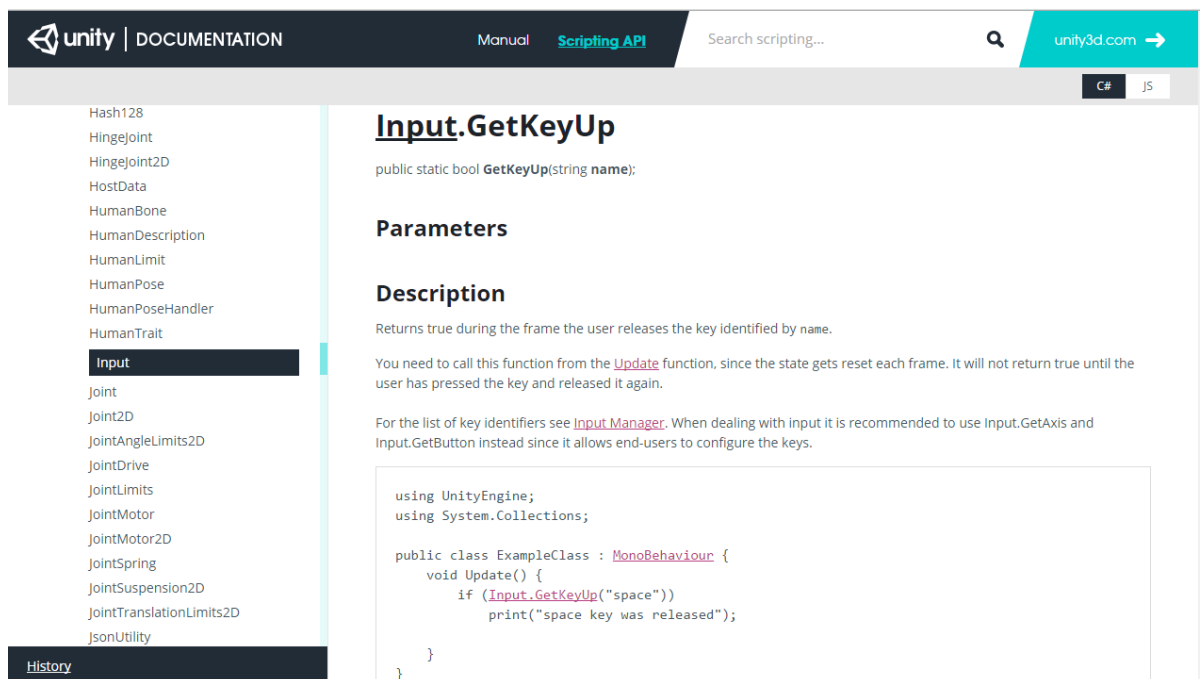 unity | DOCUMENTATION
Manual
Scripting API
Search scripting...
unity3d.com
C#
JS
Hash128
HingeJoint
HingeJoint2D
HostData
HumanBone
HumanDescription
HumanLimit
HumanPose
HumanPoseHandler
HumanTrait
Input
Joint
Joint2D
JointAngleLimits2D
JointDrive
JointLimits
JointMotor
JointMotor2D
JointSpring
JointSuspension2D
JointTranslationLimits2D
JsonUtility
History
Input.GetKeyUp
public static bool GetKeyUp(string name);
Parameters
Description
Returns true during the frame the user releases the key identified by name.
You need to call this function from the Update function, since the state gets reset each frame. It will not return true until the
user has pressed the key and released it again.
For the list of key identifiers see Input Manager. When dealing with input it is recommended to use Input.GetAxis and
Input.GetButton instead since it allows end-users to configure the keys.
using UnityEngine;
using System.Collections;
public class ExampleClass : MonoBehaviour {
void Update() {
if (Input.GetKeyUp("space"))
print("space key was released");
}
}